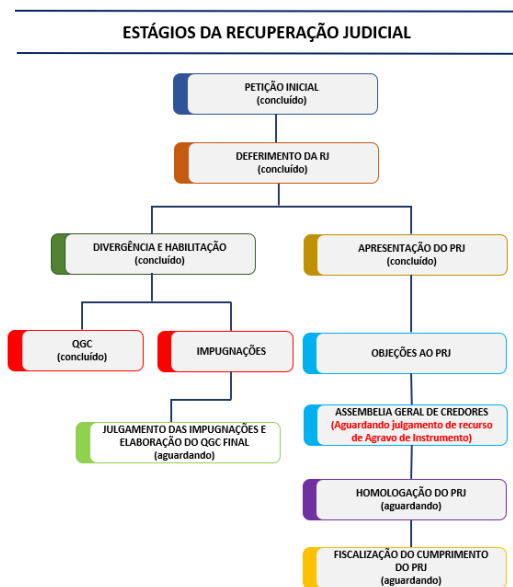 ESTÁGIOS DA RECUPERAÇÃO JUDICIAL
PETIÇÃO INICIAL
(concluído)
DEFERIMENTO DA RJ
(concluído)
DIVERGÊNCIA E HABILITAÇÃO
(concluído)
APRESENTAÇÃO DO PRJ
(concluído)
QGC
(concluído)
IMPUGNAÇÕES
OBJEÇÕES AO PRJ
JULGAMENTO DAS IMPUGNAÇÕES E
ELABORAÇÃO DO QGC FINAL
(aguardando)
ASSEMBELIA GERAL DE CREDORES
(Aguardando julgamento de recurso
de Agravo de Instrumento)
HOMOLOGAÇÃO DO PRJ
(aguardando)
FISCALIZAÇÃO DO CUMPRIMENTO
DO PRJ
(aguardando)